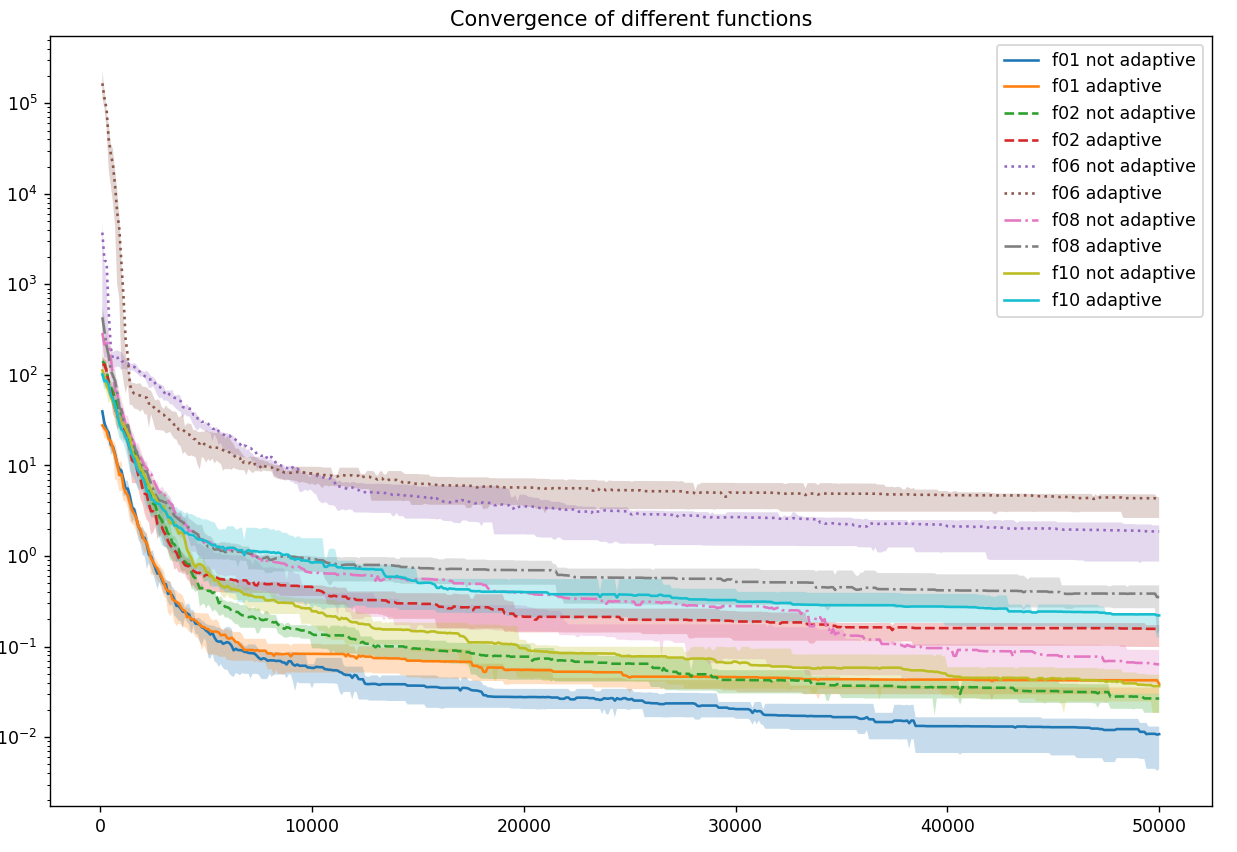 Convergence of different functions
10^5
10^4
10^3
10^2
10^1
10^0
10^−1
10^−2
f01 not adaptive
f01 adaptive
f02 not adaptive
f02 adaptive
f06 not adaptive
f06 adaptive
f08 not adaptive
f08 adaptive
f10 not adaptive
f10 adaptive
0 10000 20000 30000 40000 50000